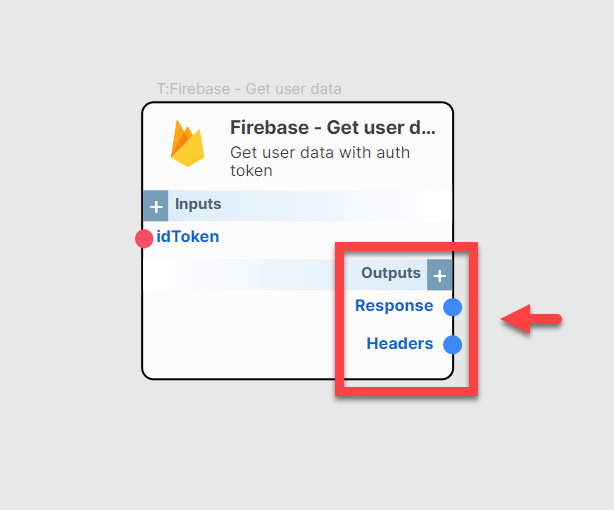 T:Firebase - Get user data
Firebase - Get user d...
Get user data with auth
token
+ Inputs
idToken
Outputs +
Response
Headers